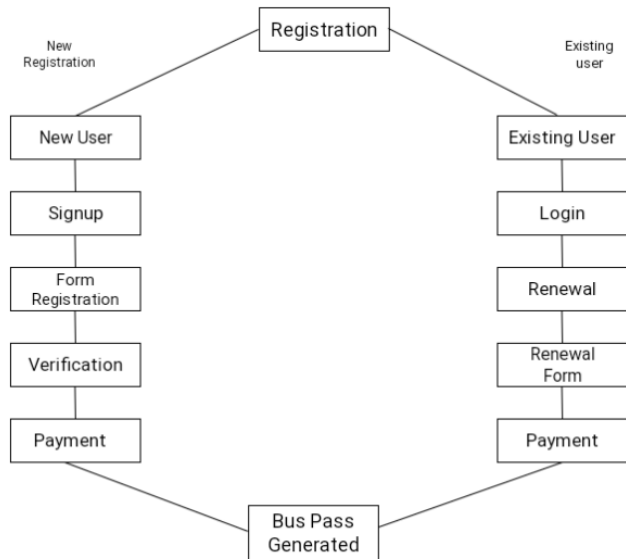 Registration
New
Registration
Existing
user
New User
Existing User
Signup
Login
Form
Registration
Renewal
Verification
Renewal
Form
Payment
Payment
Bus Pass
Generated